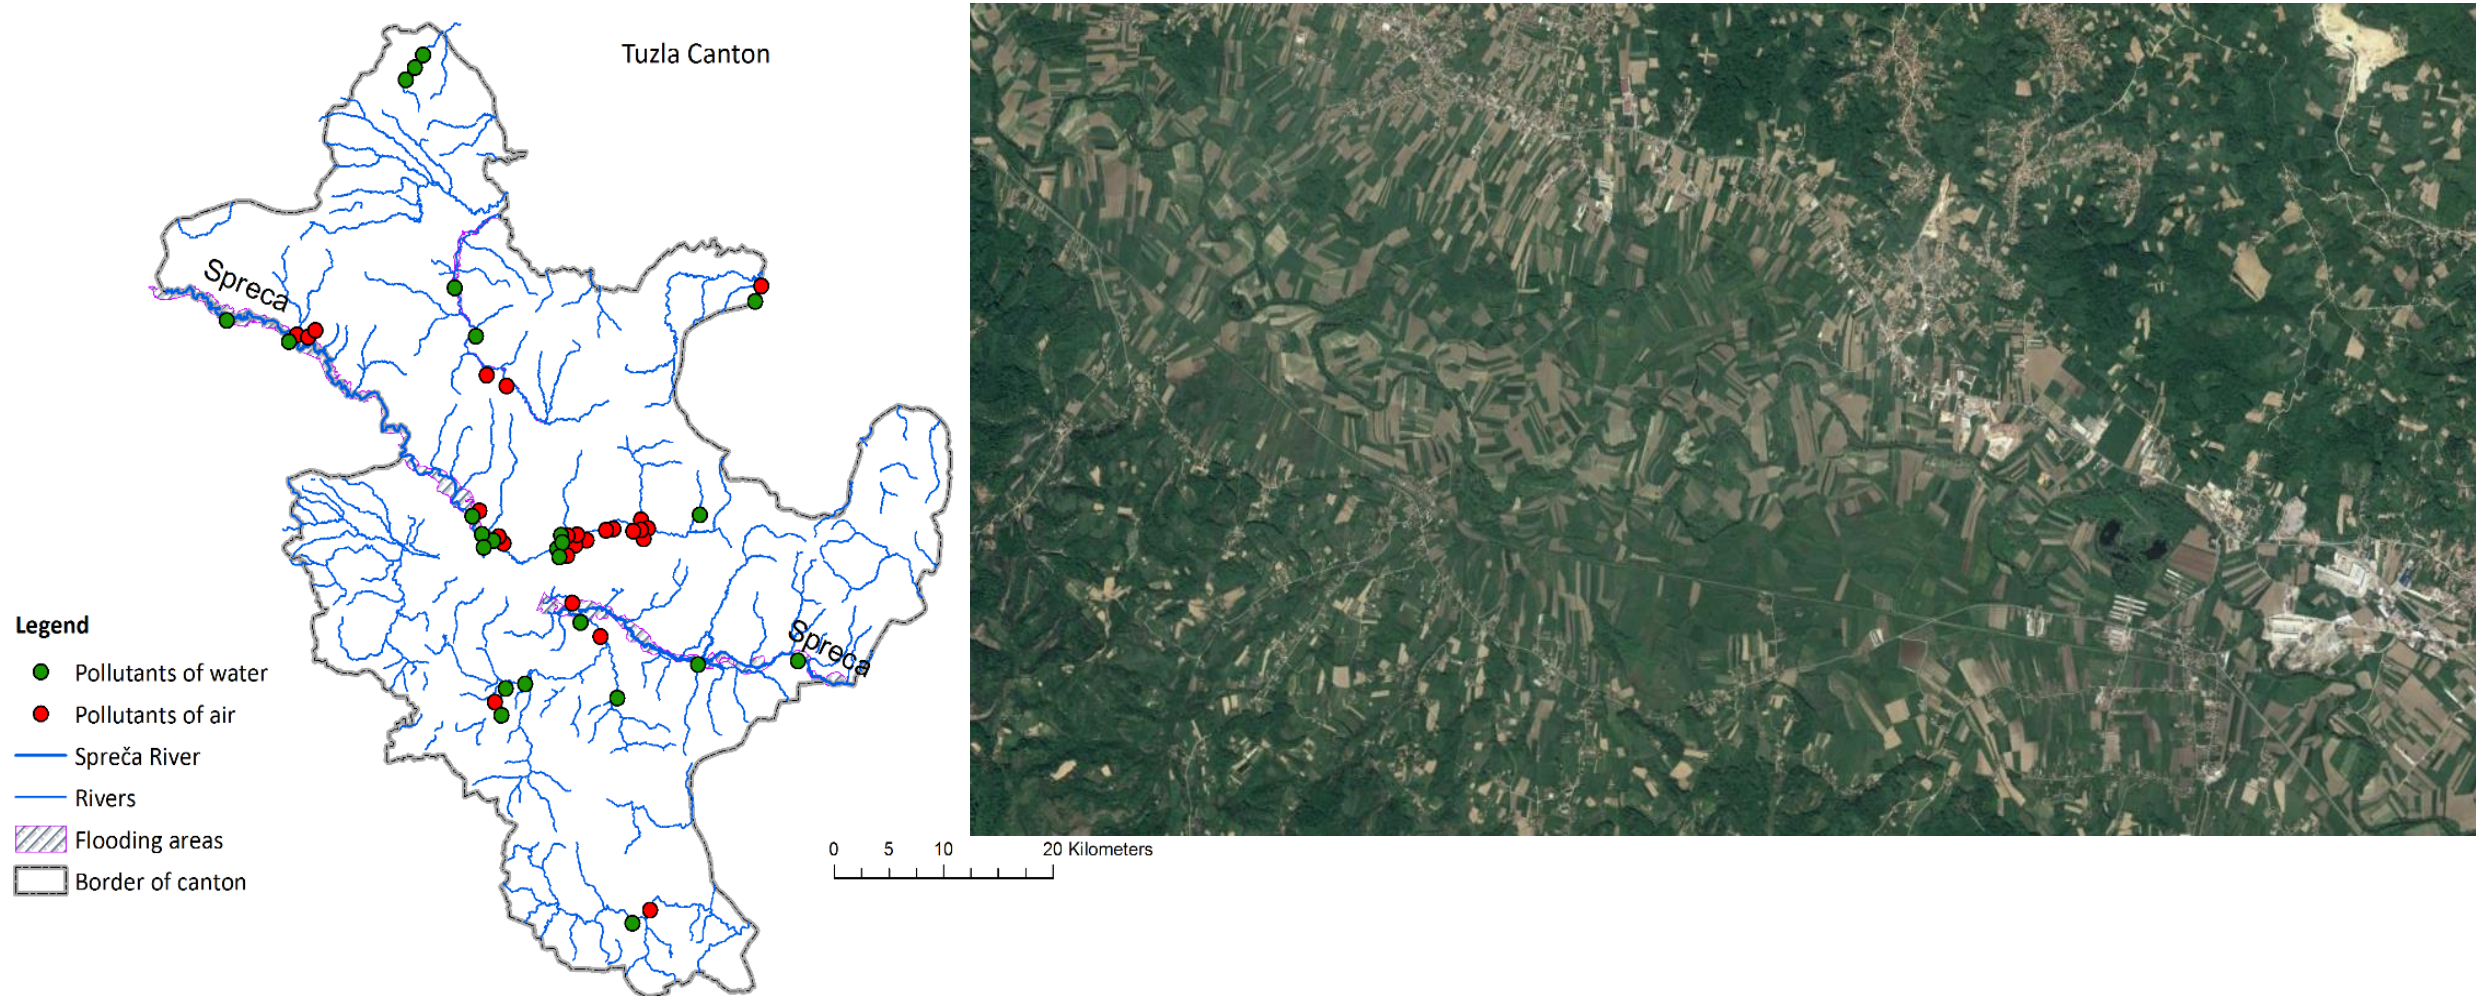 Tuzla Canton
Spreca
Spreca
Legend
Pollutants of water
Pollutants of air
Spreča River
Rivers
Flooding areas
Border of canton
0 5 10 20 Kilometers